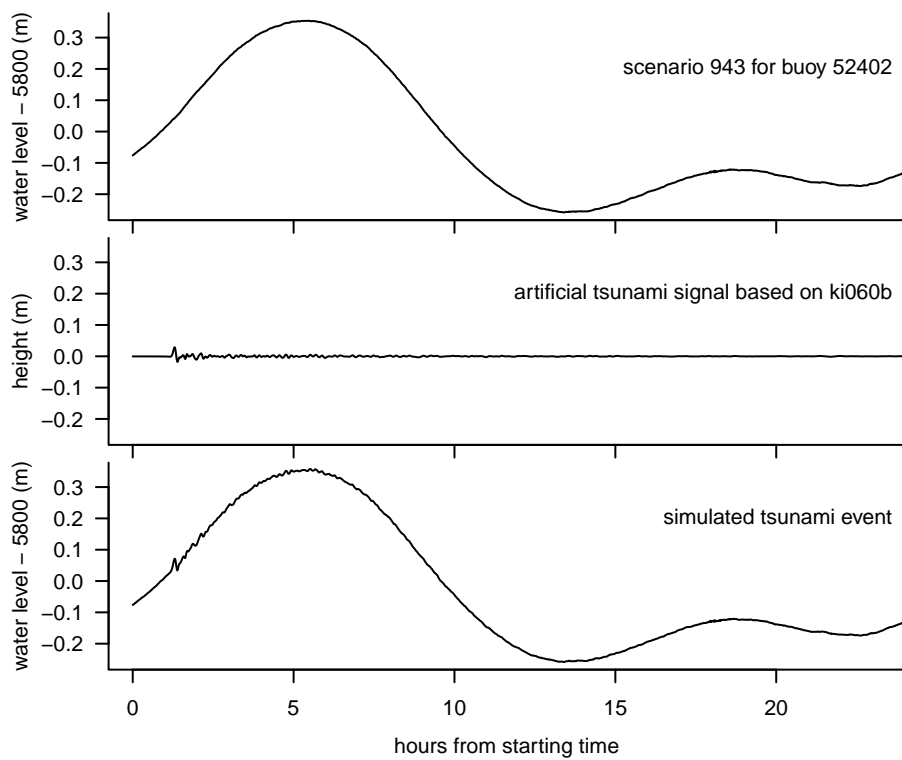 water level − 5800 (m)
0.3
0.2
0.1
0.0
−0.1
−0.2
scenario 943 for buoy 52402
height (m)
0.3
0.2
0.1
0.0
−0.1
−0.2
artificial tsunami signal based on ki060b
water level − 5800 (m)
0.3
0.2
0.1
0.0
−0.1
−0.2
simulated tsunami event
0 5 10 15 20
hours from starting time